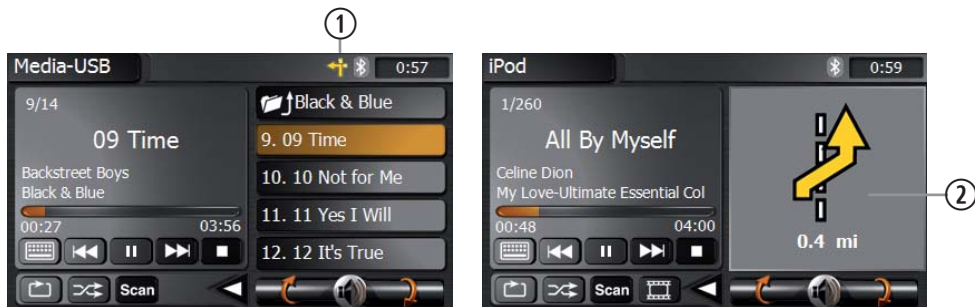 1
Media-USB
0:57
9/14
09 Time
Backstreet Boys
Black & Blue
00:27
03:56
Scan
Black & Blue
9. 09 Time
10. 10 Not for Me
11. 11 Yes I Will
12. 12 It's True
iPod
0:59
1/260
All By Myself
Celine Dion
My Love-Ultimate Essential Col
00:48
04:00
Scan
0.4 mi
2